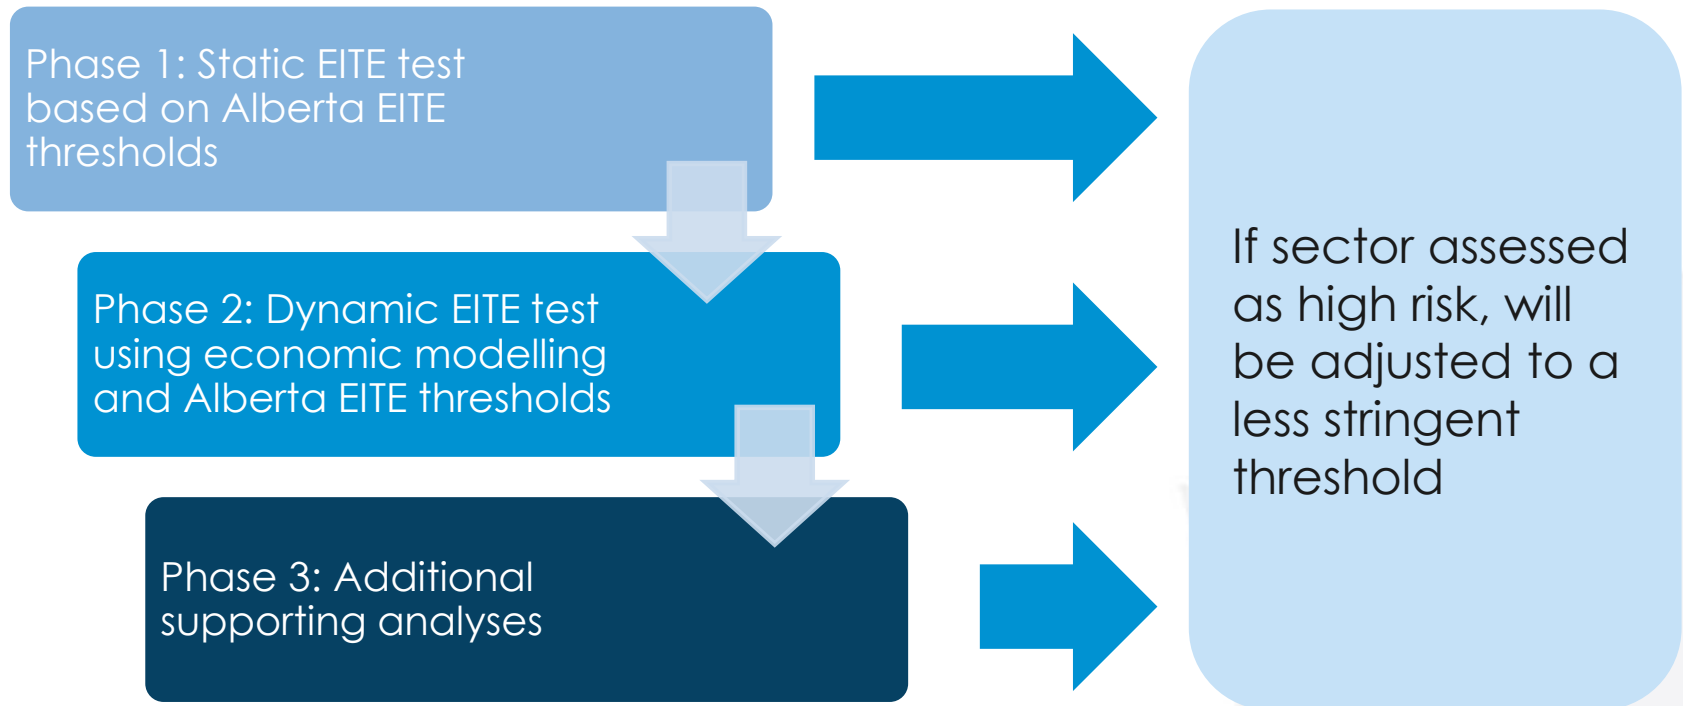 Phase 1: Static EITE test
based on Alberta EITE
thresholds
Phase 2: Dynamic EITE test
using economic modelling
and Alberta EITE thresholds
Phase 3: Additional
supporting analyses
If sector assessed
as high risk, will
be adjusted to a
less stringent
threshold